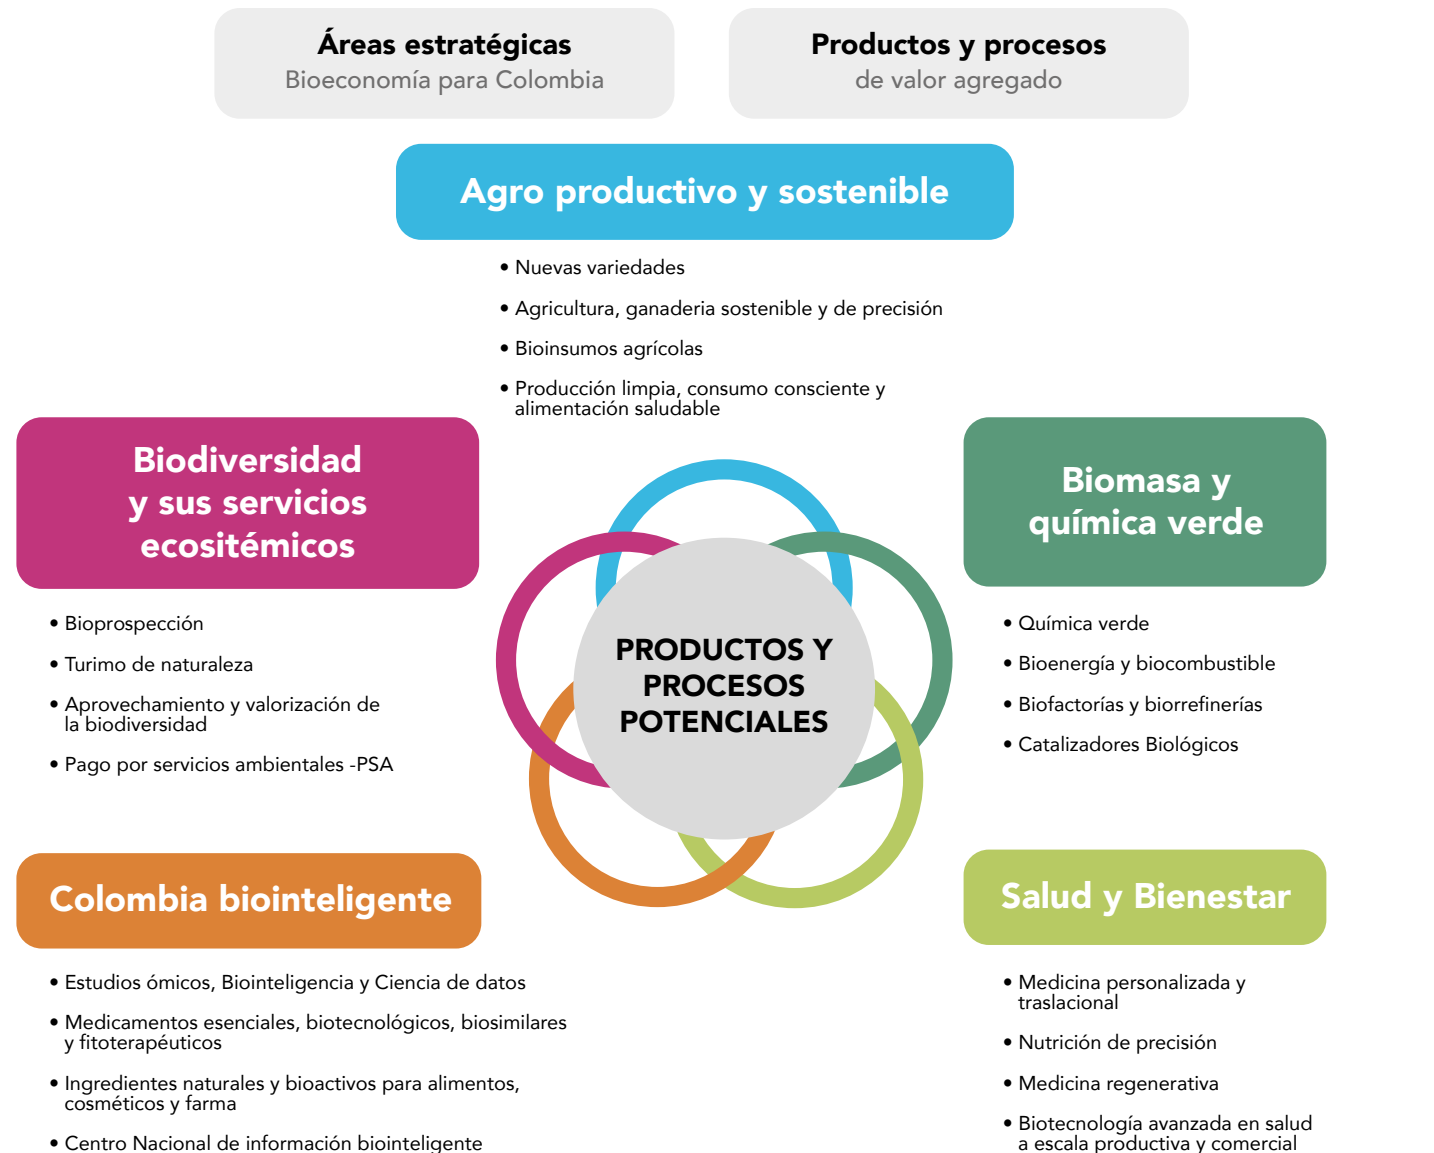 Áreas estratégicas
Bioeconomía para Colombia
Productos y procesos
de valor agregado
Agro productivo y sostenible
• Nuevas variedades
• Agricultura, ganaderia sostenible y de precisión
• Bioinsumos agrícolas
• Producción limpia, consumo consciente y
alimentación saludable
Biodiversidad
y sus servicios
ecositémicos
• Bioprospección
• Turimo de naturaleza
• Aprovechamiento y valorización de
la biodiversidad
• Pago por servicios ambientales -PSA
PRODUCTOS Y
PROCESOS
POTENCIALES
Biomasa y
química verde
• Química verde
• Bioenergía y biocombustible
• Biofactorías y biorrefinerías
• Catalizadores Biológicos
Colombia biointeligente
• Estudios ómicos, Biointeligencia y Ciencia de datos
• Medicamentos esenciales, biotecnológicos, biosimilares
y fitoterapéuticos
• Ingredientes naturales y bioactivos para alimentos,
cosméticos y farma
• Centro Nacional de información biointeligente
Salud y Bienestar
• Medicina personalizada y
traslacional
• Nutrición de precisión
• Medicina regenerativa
• Biotecnología avanzada en salud
a escala productiva y comercial